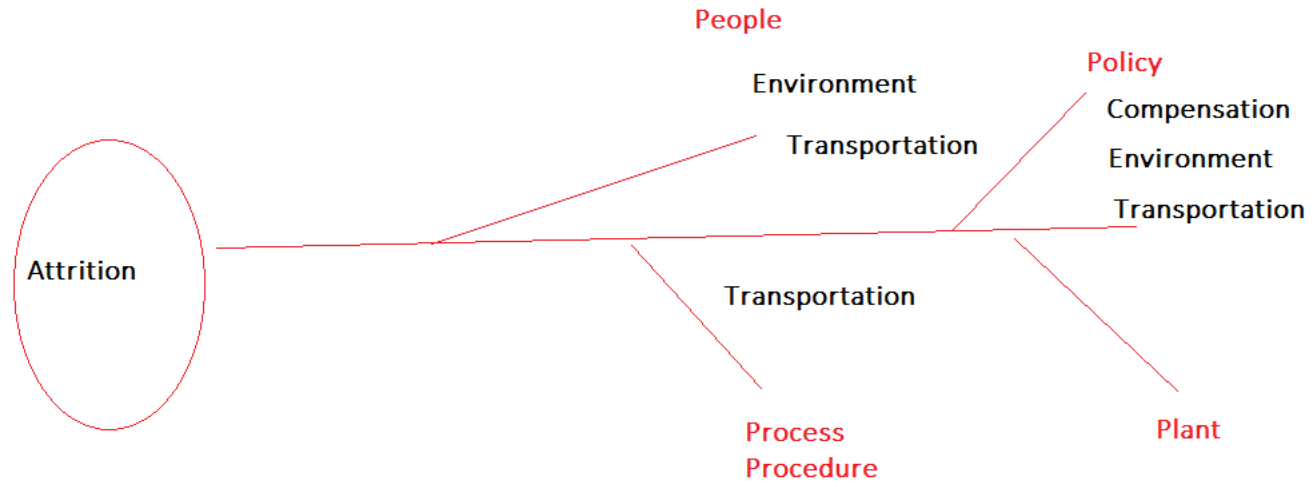 People
Environment
Transportation
Policy
Compensation
Environment
Transportation
Attrition
Transportation
Process
Procedure
Plant